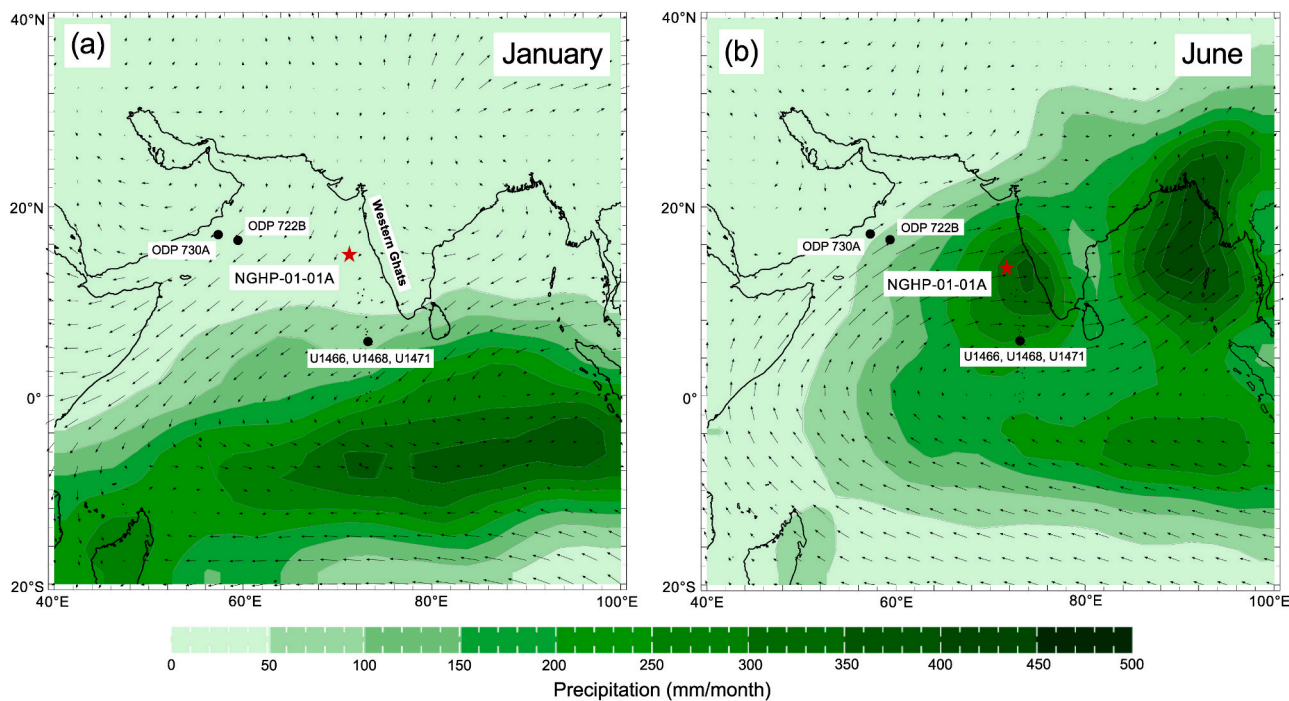 (a)
January
40°N
20°N
0°
20°S
40°E
60°E
80°E
100°E
ODP 730A
ODP 722B
NGHP-01-01A
Western Ghats
U1466, U1468, U1471
(b)
June
40°N
20°N
0°
20°S
40°E
60°E
80°E
100°E
ODP 730A
ODP 722B
NGHP-01-01A
U1466, U1468, U1471
0 50 100 150 200 250 300 350 400 450 500
Precipitation (mm/month)